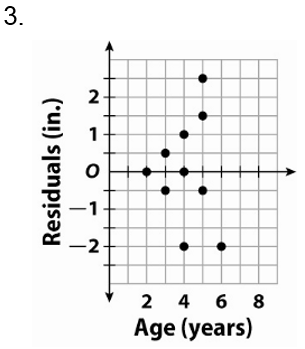 3.
Residuals (in.)
2
1
O
−1
−2
2 4 6 8
Age (years)